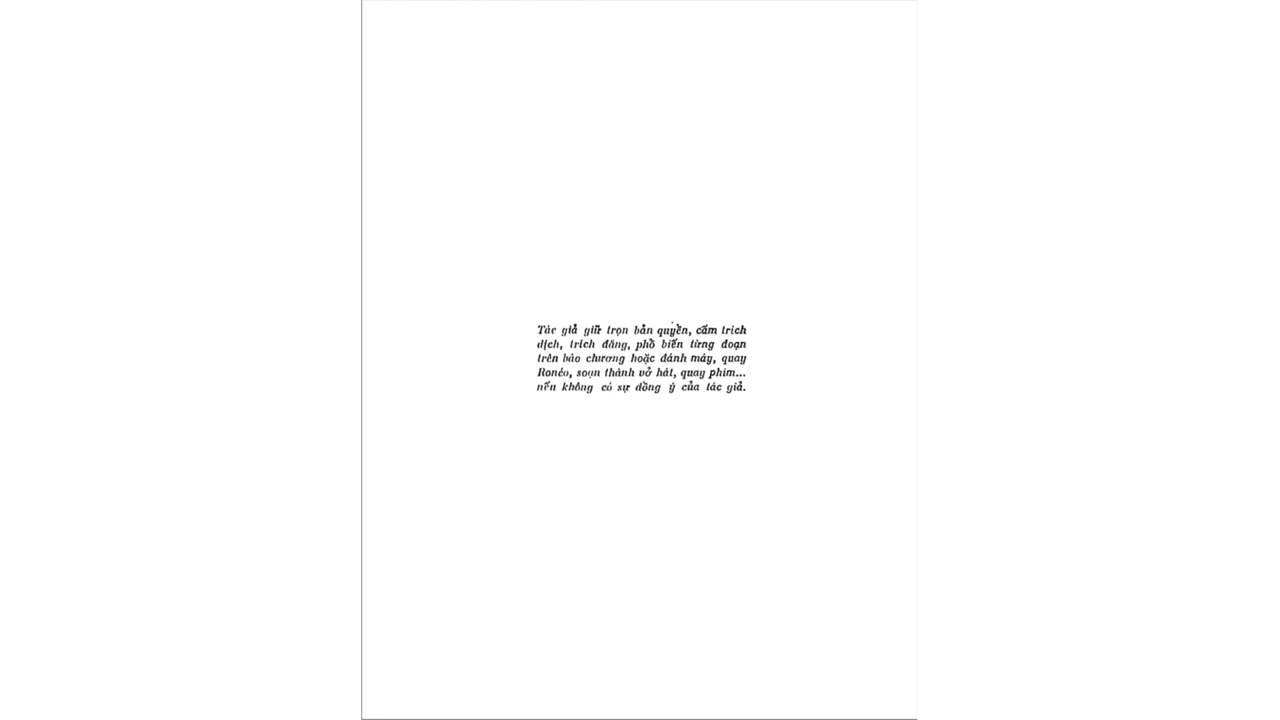 Tác giả giữ trọn bản quyền, cấm trích
dịch, trích đăng, phổ biến từng đoạn
trên báo chương hoặc đánh máy, quay
Ronéo, soạn thành vở hát, quay phim...
nếu không có sự đồng ý của tác giả.